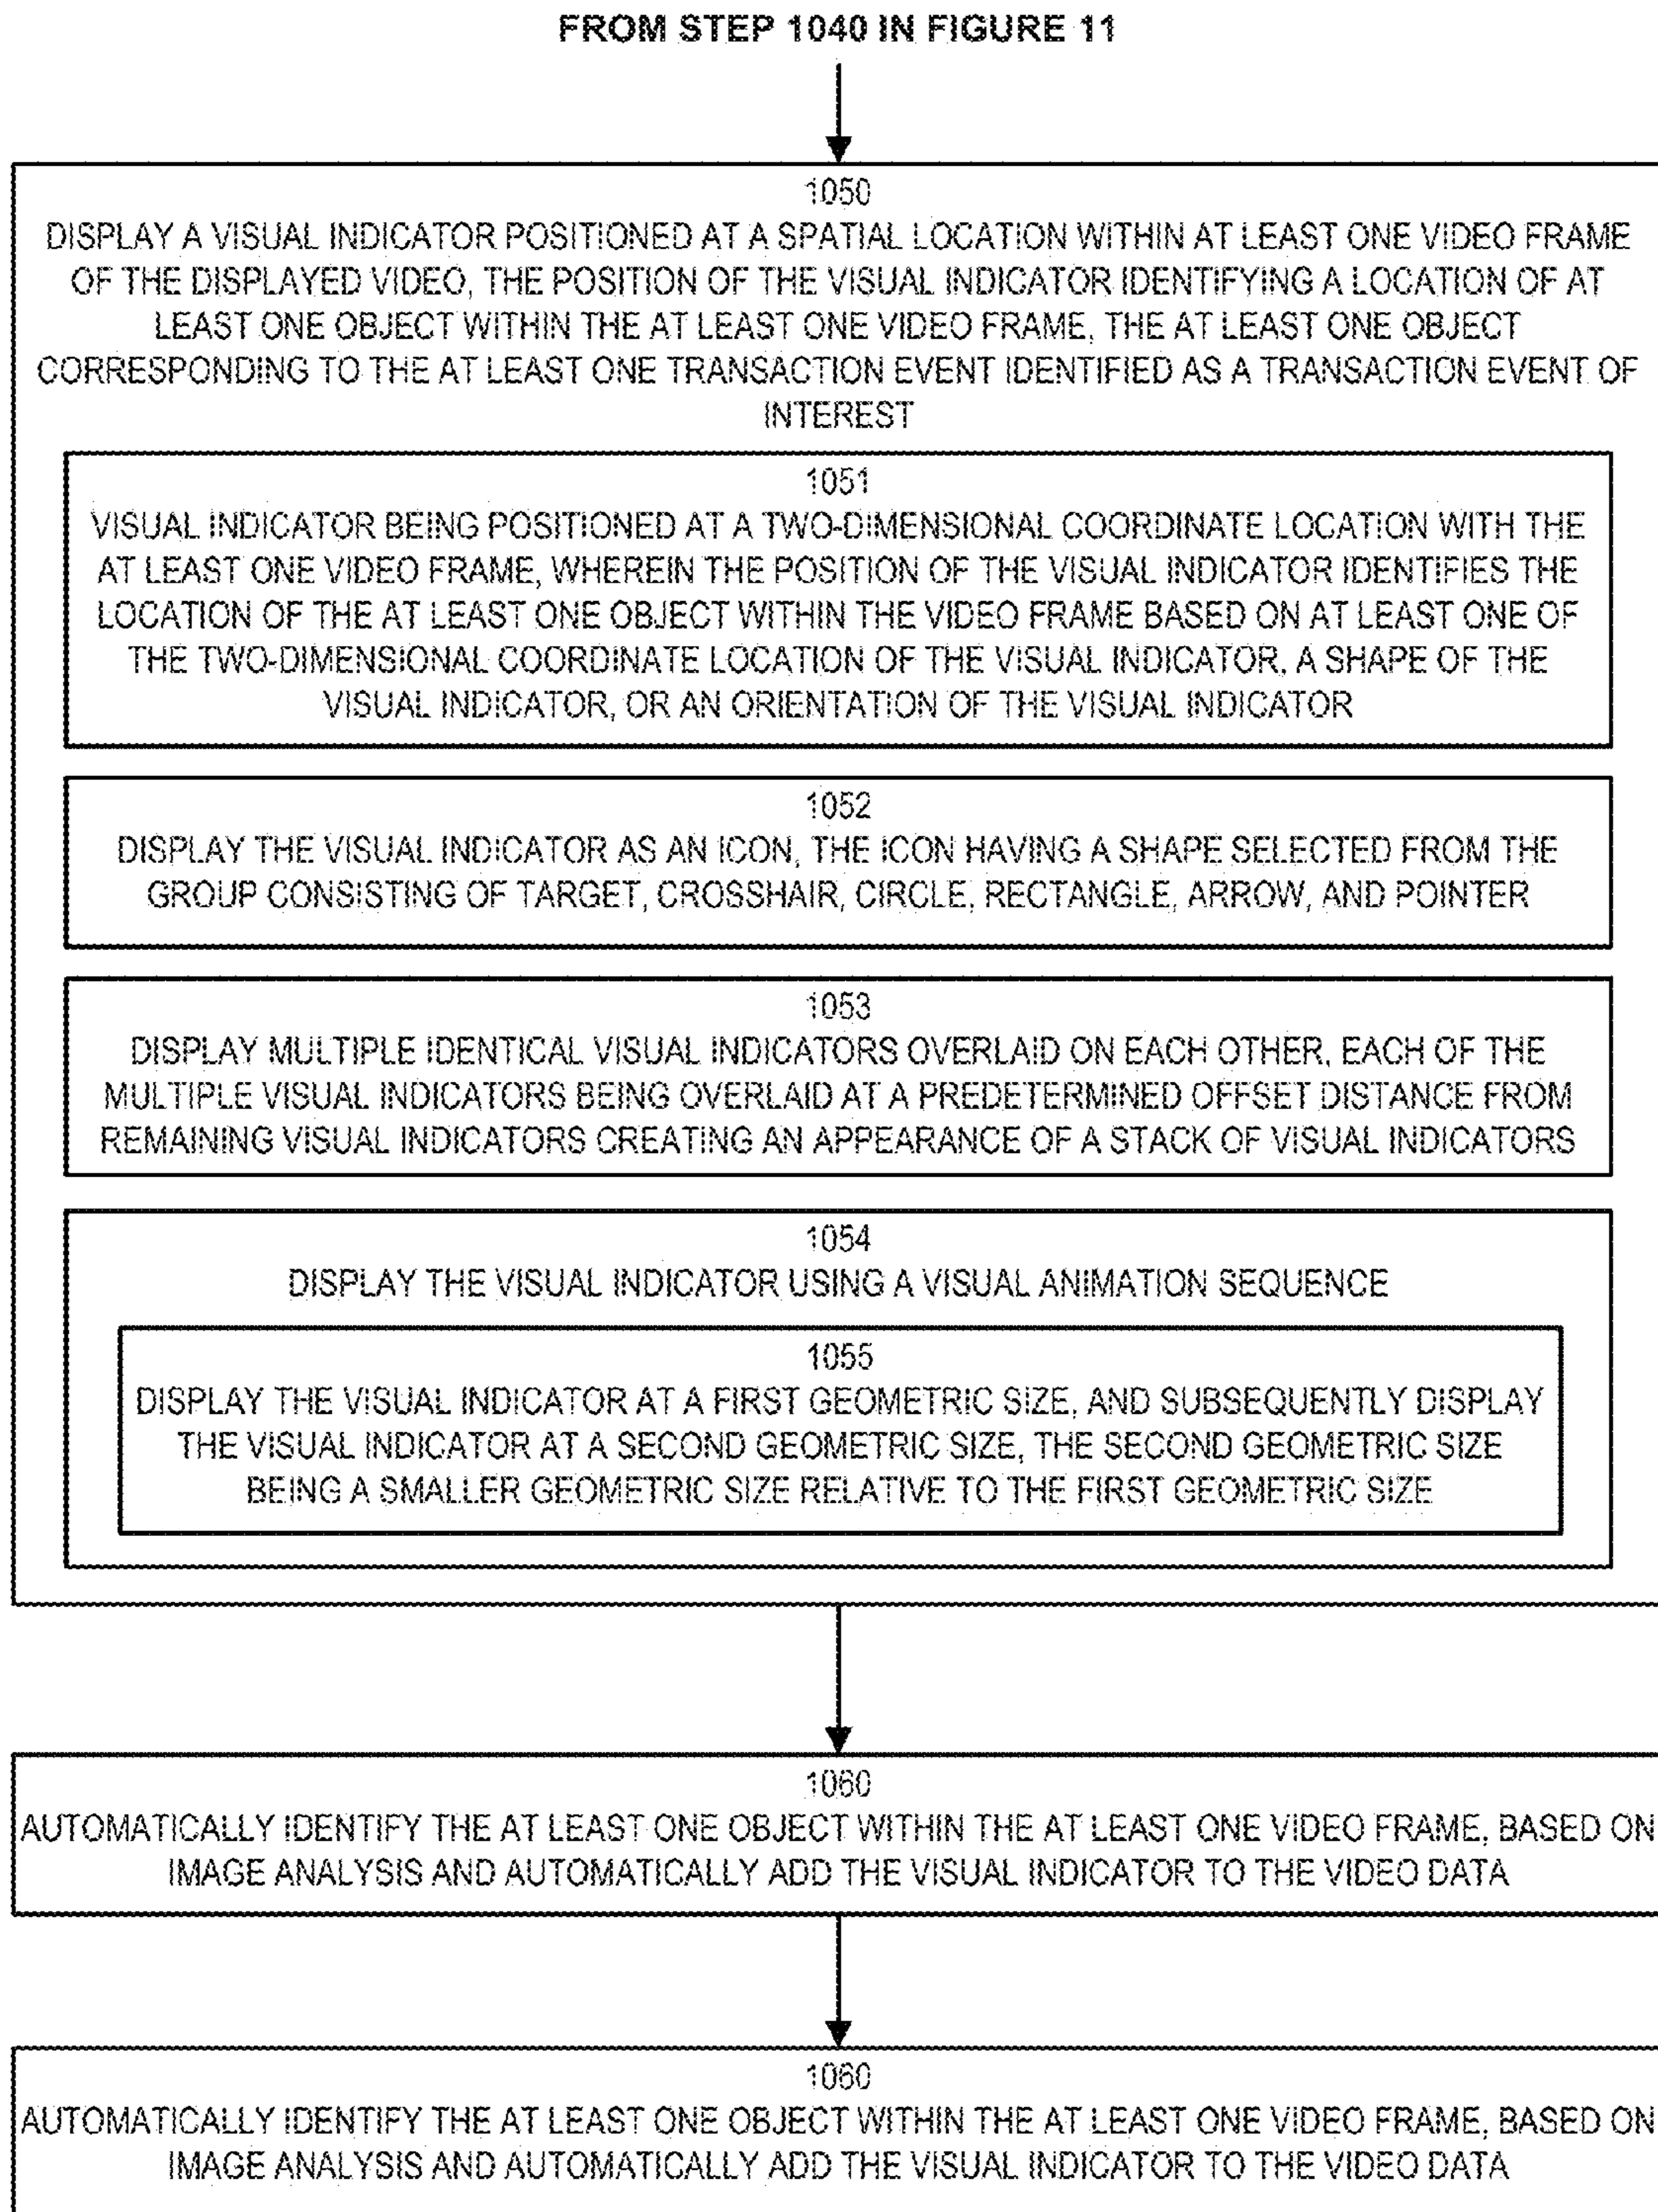 FROM STEP 1040 IN FIGURE 11
1050
DISPLAY A VISUAL INDICATOR POSITIONED AT A SPATIAL LOCATION WITHIN AT LEAST ONE VIDEO FRAME
OF THE DISPLAYED VIDEO, THE POSITION OF THE VISUAL INDICATOR IDENTIFYING A LOCATION OF AT
LEAST ONE OBJECT WITHIN THE AT LEAST ONE VIDEO FRAME, THE AT LEAST ONE OBJECT
CORRESPONDING TO THE AT LEAST ONE TRANSACTION EVENT IDENTIFIED AS A TRANSACTION EVENT OF
INTEREST
1051
VISUAL INDICATOR BEING POSITIONED AT A TWO-DIMENSIONAL COORDINATE LOCATION WITH THE
AT LEAST ONE VIDEO FRAME, WHEREIN THE POSITION OF THE VISUAL INDICATOR IDENTIFIES THE
LOCATION OF THE AT LEAST ONE OBJECT WITHIN THE VIDEO FRAME BASED ON AT LEAST ONE OF
THE TWO-DIMENSIONAL COORDINATE LOCATION OF THE VISUAL INDICATOR, A SHAPE OF THE
VISUAL INDICATOR, OR AN ORIENTATION OF THE VISUAL INDICATOR
1052
DISPLAY THE VISUAL INDICATOR AS AN ICON, THE ICON HAVING A SHAPE SELECTED FROM THE
GROUP CONSISTING OF TARGET, CROSSHAIR, CIRCLE, RECTANGLE, ARROW, AND POINTER
1053
DISPLAY MULTIPLE IDENTICAL VISUAL INDICATORS OVERLAID ON EACH OTHER, EACH OF THE
MULTIPLE VISUAL INDICATORS BEING OVERLAID AT A PREDETERMINED OFFSET DISTANCE FROM
REMAINING VISUAL INDICATORS CREATING AN APPEARANCE OF A STACK OF VISUAL INDICATORS
1054
DISPLAY THE VISUAL INDICATOR USING A VISUAL ANIMATION SEQUENCE
1055
DISPLAY THE VISUAL INDICATOR AT A FIRST GEOMETRIC SIZE, AND SUBSEQUENTLY DISPLAY
THE VISUAL INDICATOR AT A SECOND GEOMETRIC SIZE, THE SECOND GEOMETRIC SIZE
BEING A SMALLER GEOMETRIC SIZE RELATIVE TO THE FIRST GEOMETRIC SIZE
1060
AUTOMATICALLY IDENTIFY THE AT LEAST ONE OBJECT WITHIN THE AT LEAST ONE VIDEO FRAME, BASED ON
IMAGE ANALYSIS AND AUTOMATICALLY ADD THE VISUAL INDICATOR TO THE VIDEO DATA
1060
AUTOMATICALLY IDENTIFY THE AT LEAST ONE OBJECT WITHIN THE AT LEAST ONE VIDEO FRAME, BASED ON
IMAGE ANALYSIS AND AUTOMATICALLY ADD THE VISUAL INDICATOR TO THE VIDEO DATA